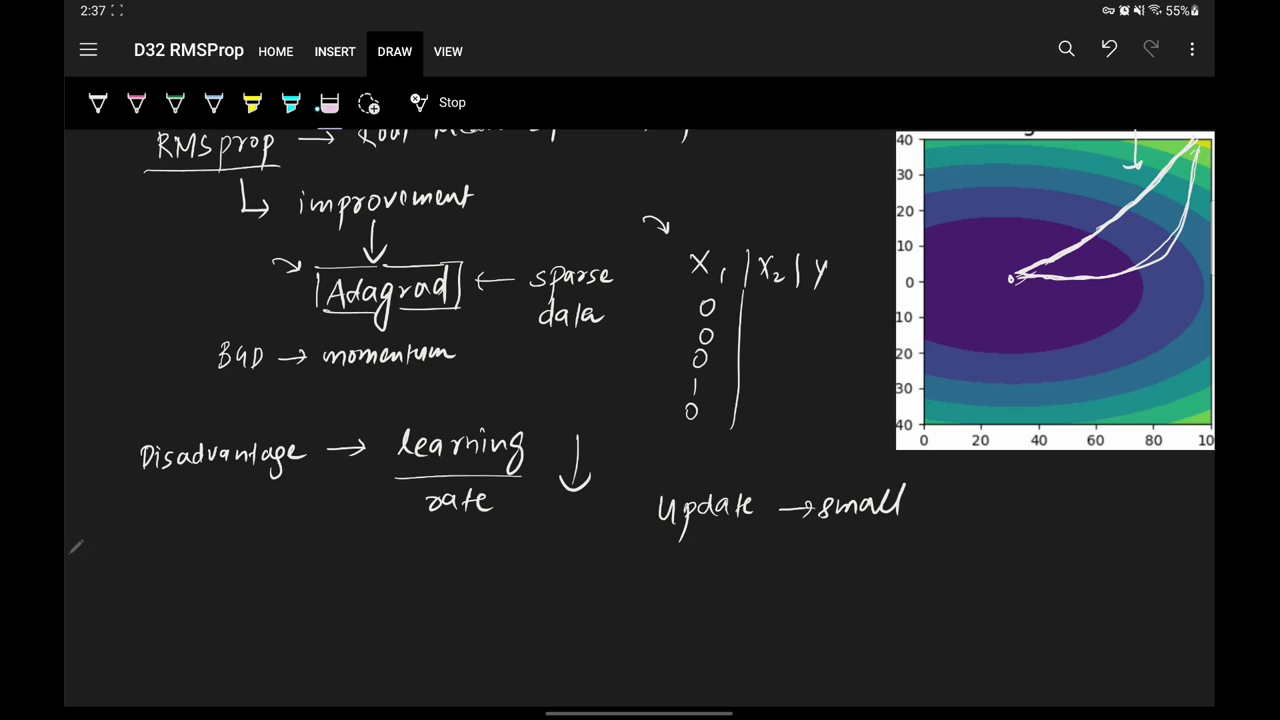 2:37
55%
D32 RMSProp HOME INSERT DRAW VIEW
Stop
RMSprop → Root Mean
improvement
Adagrad ← sparse data
BGD → momentum
Disadvantage → learning rate ↓
X1 | X2 | Y
0
0
0
1
0
Update → small
40
30
20
10
0
10
20
30
40
0 20 40 60 80 10